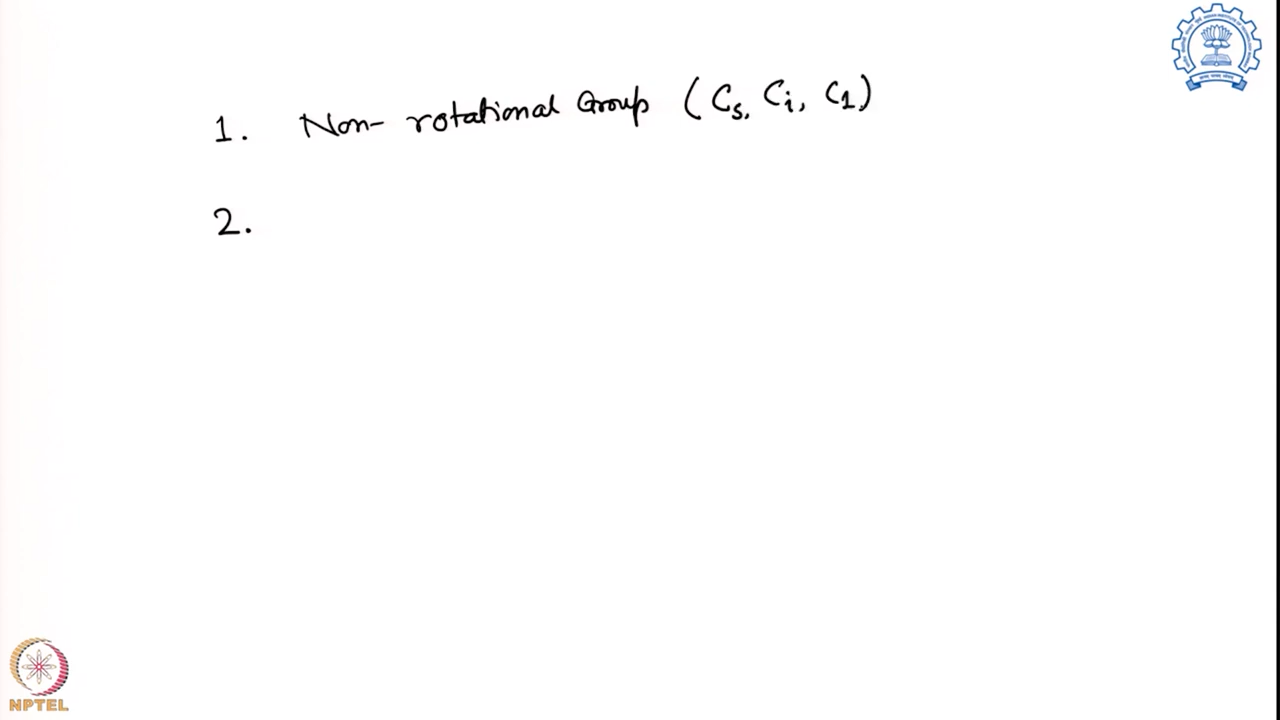 1. Non- rotational Group (Cs, Ci, C1)
2.
NPTEL